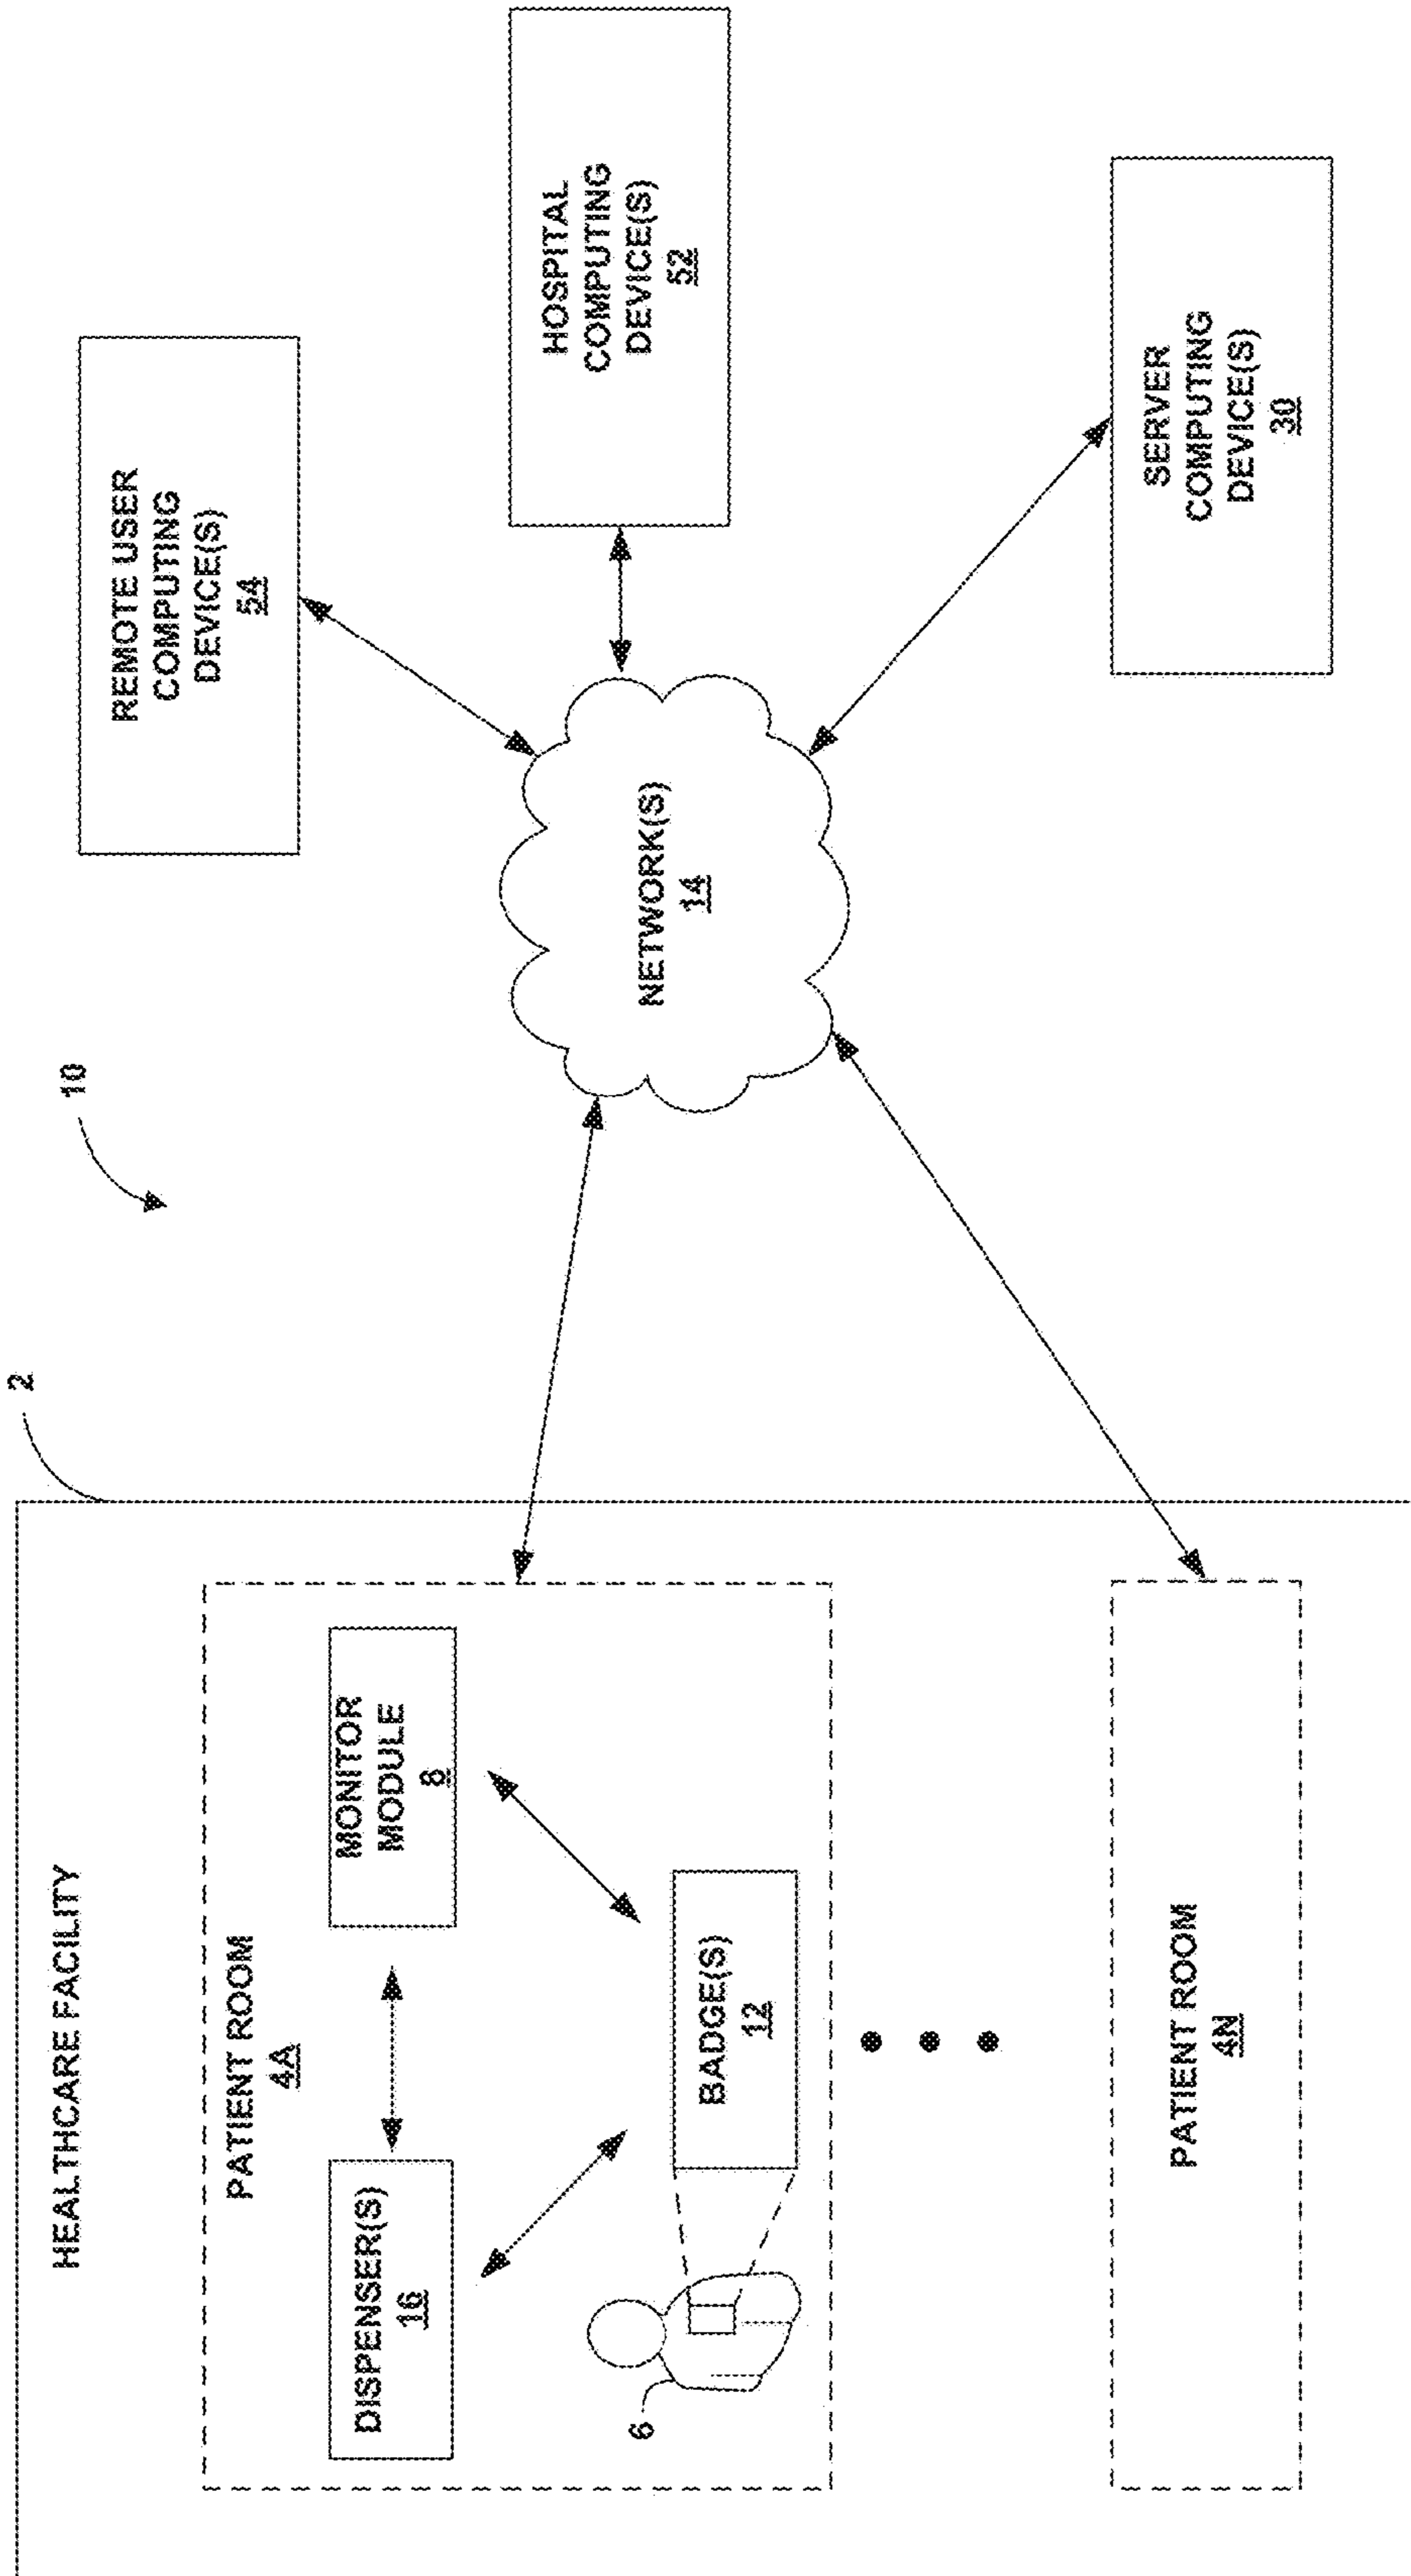 HEALTHCARE FACILITY
2
10
PATIENT ROOM
4A
DISPENSER(S)
16
MONITOR
MODULE
8
6
BADGE(S)
12
PATIENT ROOM
4N
NETWORK(S)
14
REMOTE USER
COMPUTING
DEVICE(S)
54
HOSPITAL
COMPUTING
DEVICE(S)
52
SERVER
COMPUTING
DEVICE(S)
30